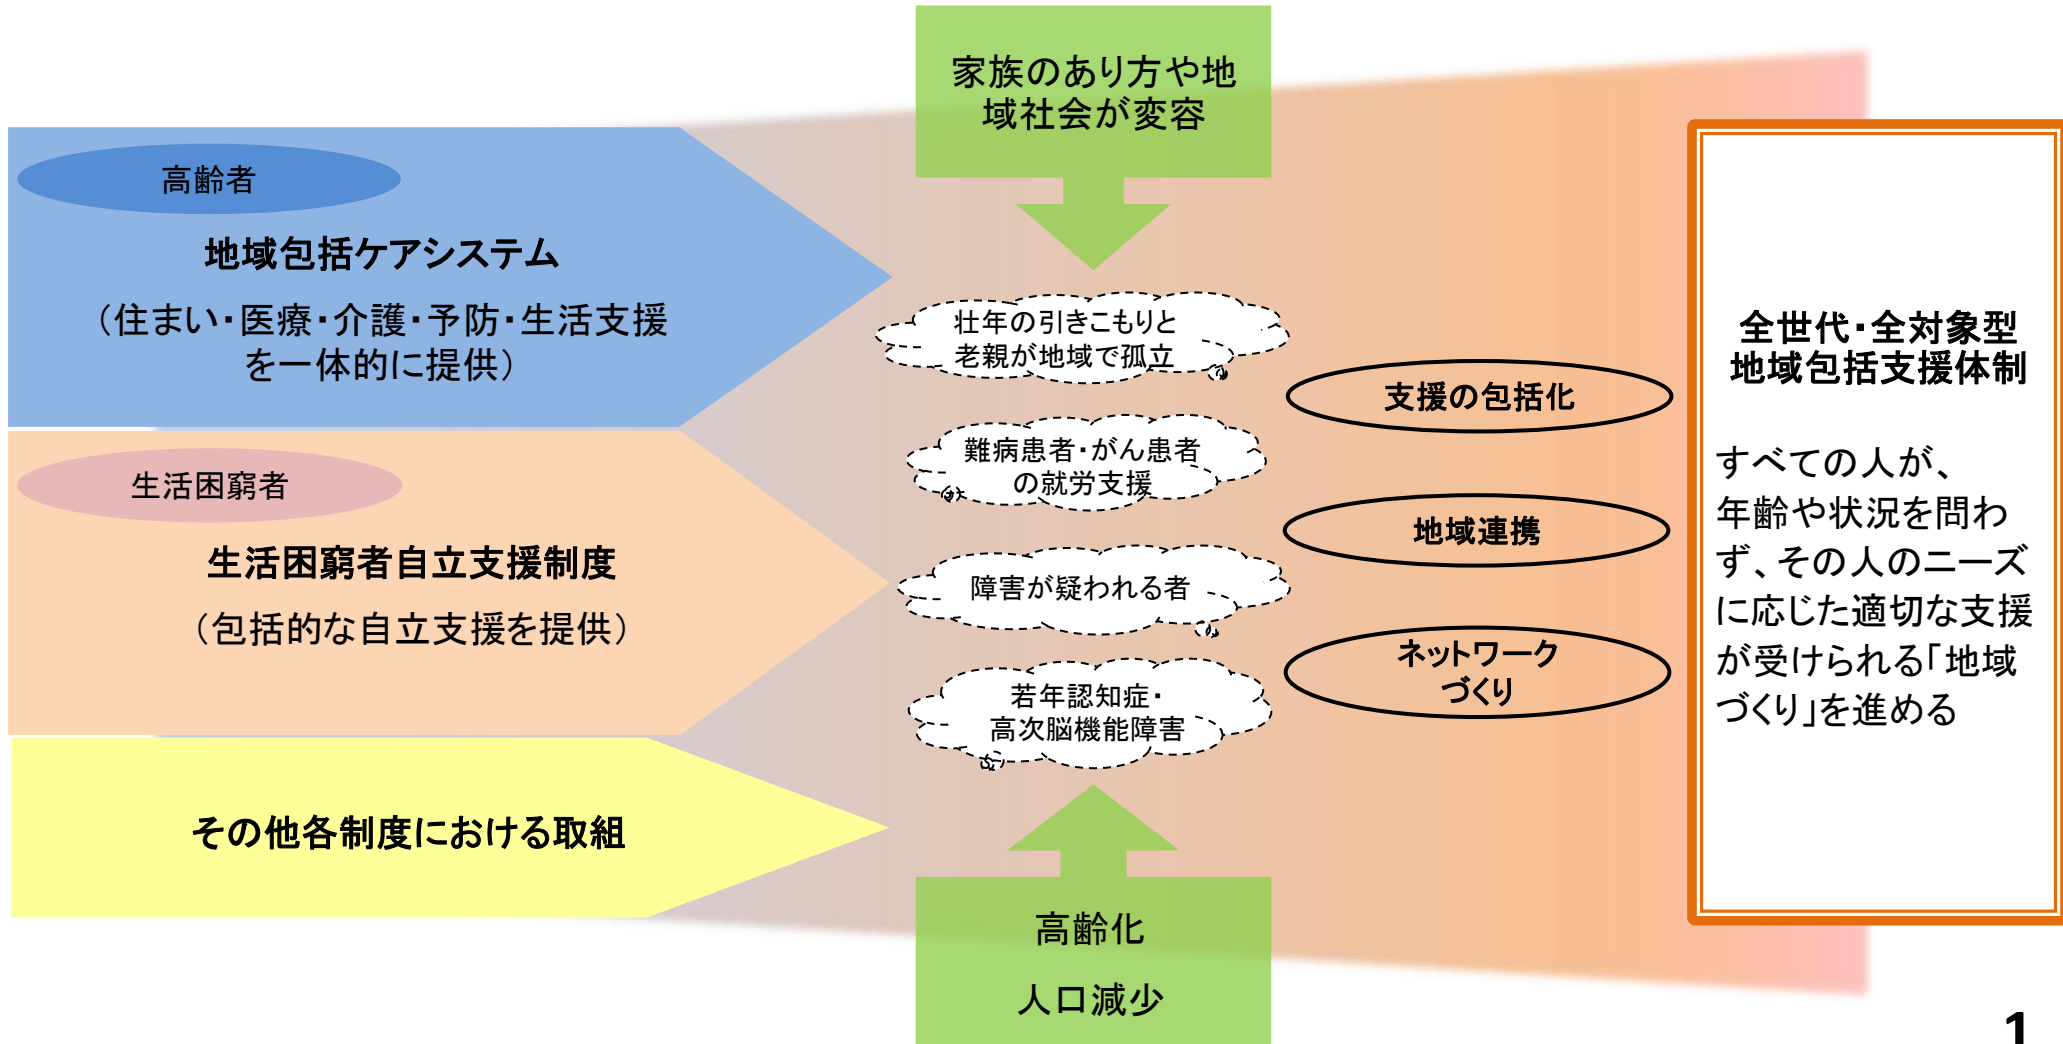 家族のあり方や地
域社会が変容
高齢者
地域包括ケアシステム
（住まい・医療・介護・予防・生活支援
を一体的に提供）
生活困窮者
生活困窮者自立支援制度
（包括的な自立支援を提供）
その他各制度における取組
壮年の引きこもりと
老親が地域で孤立
難病患者・がん患者
の就労支援
障害が疑われる者
若年認知症・
高次脳機能障害
高齢化
人口減少
支援の包括化
地域連携
ネットワーク
づくり
全世代・全対象型
地域包括支援体制
すべての人が、
年齢や状況を問わ
ず、その人のニーズ
に応じた適切な支援
が受けられる「地域
づくり」を進める
1